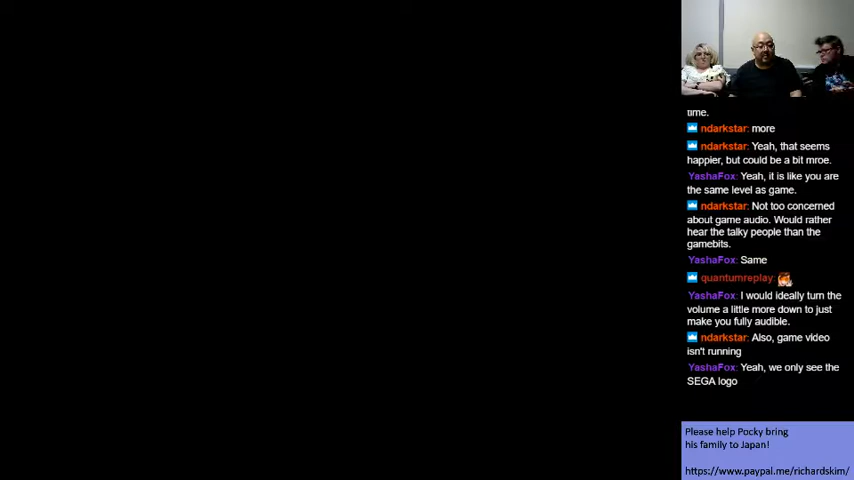 time.
ndarkstar: more
ndarkstar: Yeah, that seems
happier, but could be a bit mroe.
YashaFox: Yeah, it is like you are
the same level as game.
ndarkstar: Not too concerned
about game audio. Would rather
hear the talky people than the
gamebits.
YashaFox: Same
quantumreplay:
YashaFox: I would ideally turn the
volume a little more down to just
make you fully audible.
ndarkstar: Also, game video
isn't running
YashaFox: Yeah, we only see the
SEGA logo
Please help Pocky bring
his family to Japan!
https://www.paypal.me/richardskim/